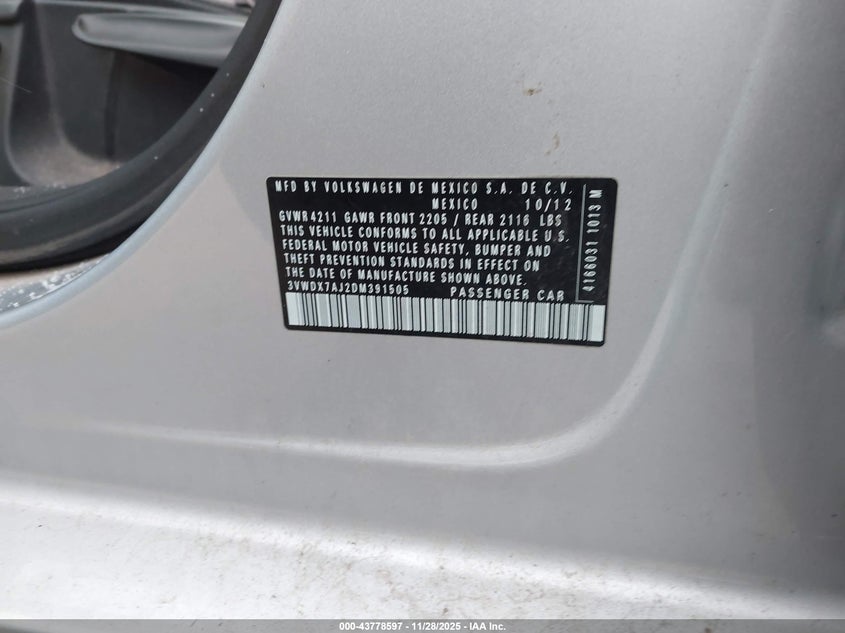 MFD BY VOLKSWAGEN DE MEXICO S.A. DE C.V.
MEXICO 10/12
GVWR 4211 GAWR FRONT 2205 / REAR 2116 LBS
THIS VEHICLE CONFORMS TO ALL APPLICABLE U.S.
FEDERAL MOTOR VEHICLE SAFETY, BUMPER AND
THEFT PREVENTION STANDARDS IN EFFECT ON
THE DATE OF MANUFACTURE SHOWN ABOVE.
3VWDX7AJ2DM391505 PASSENGER CAR
4166031 1013 M
000-43778597 - 11/28/2025 - IAA Inc.